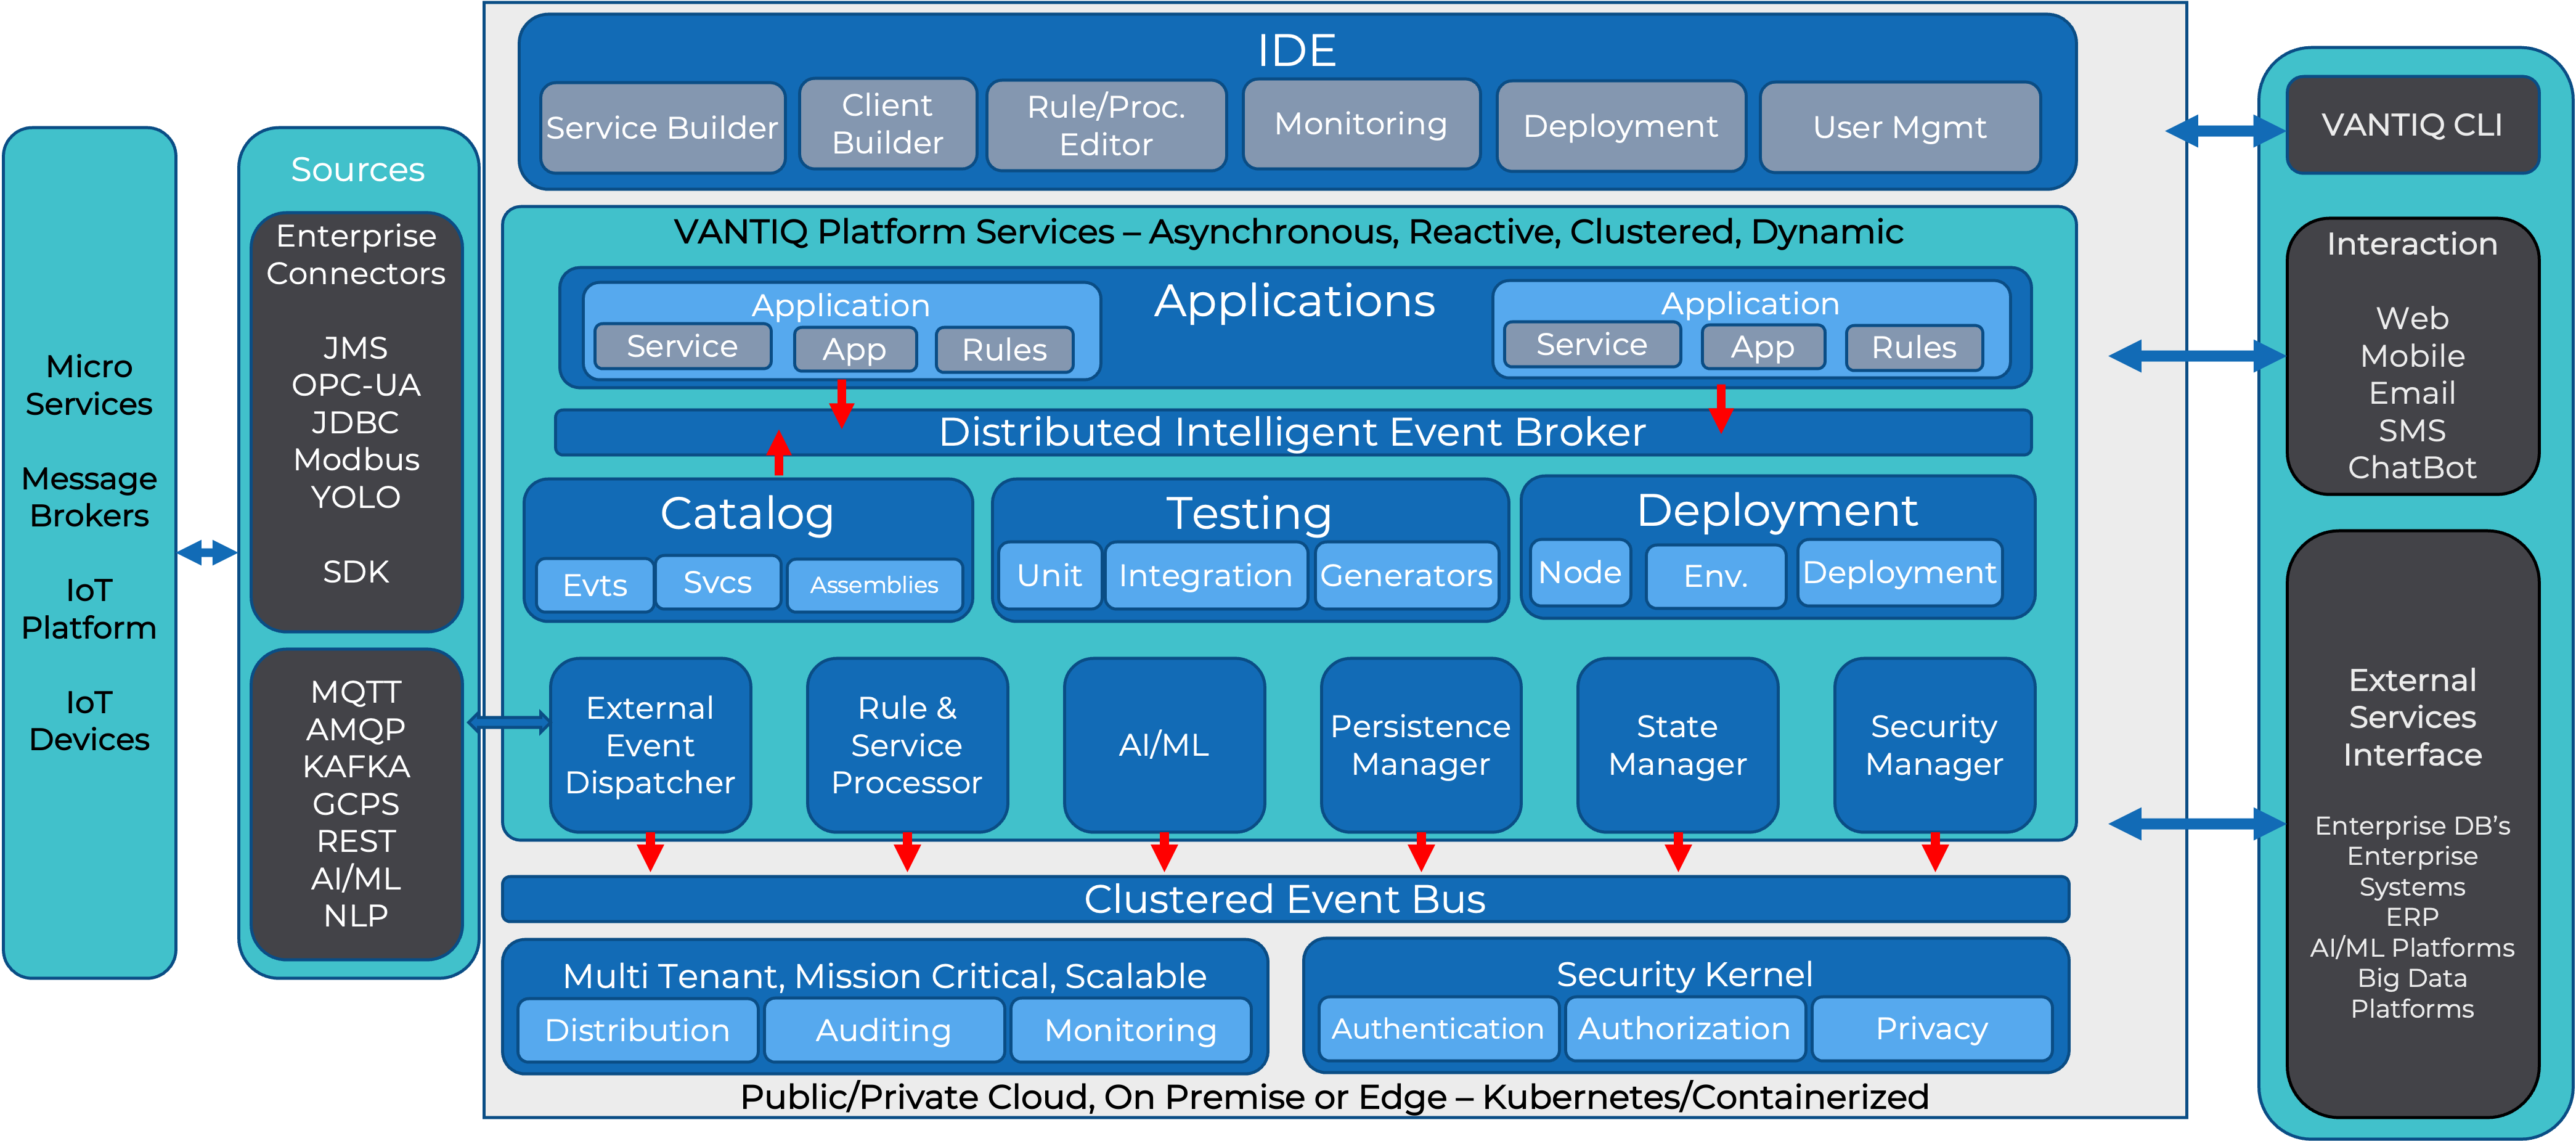 IDE
Service Builder
Client
Builder
Rule/Proc.
Editor
Monitoring
Deployment
User Mgmt
Micro
Services
Message
Brokers
IoT
Platform
IoT
Devices
Sources
Enterprise
Connectors
JMS
OPC-UA
JDBC
Modbus
YOLO
SDK
MQTT
AMQP
KAFKA
GCPS
REST
AI/ML
NLP
VANTIQ Platform Services – Asynchronous, Reactive, Clustered, Dynamic
Applications
Application
Service
App
Rules
Application
Service
App
Rules
Distributed Intelligent Event Broker
Catalog
Evts
Svcs
Assemblies
Testing
Unit
Integration
Generators
Deployment
Node
Env.
Deployment
External
Event
Dispatcher
Rule &
Service
Processor
AI/ML
Persistence
Manager
State
Manager
Security
Manager
Clustered Event Bus
Multi Tenant, Mission Critical, Scalable
Distribution
Auditing
Monitoring
Security Kernel
Authentication
Authorization
Privacy
Public/Private Cloud, On Premise or Edge – Kubernetes/Containerized
VANTIQ CLI
Interaction
Web
Mobile
Email
SMS
ChatBot
External
Services
Interface
Enterprise DB's
Enterprise
Systems
ERP
AI/ML Platforms
Big Data
Platforms